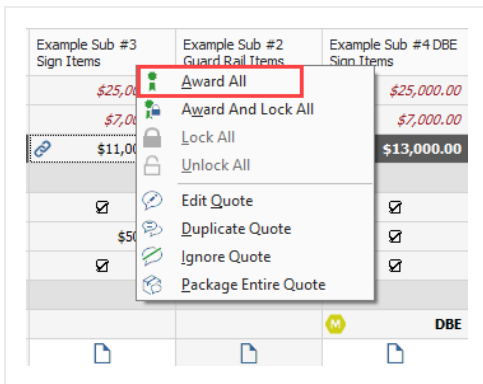 Example Sub #3
Sign Items
Example Sub #2
Guard Rail Items
Example Sub #4 DBE
Sign Items
Award All
$25,00
$25,000.00
Award And Lock All
$7,00
$7,000.00
Lock All
$11,00
$13,000.00
Unlock All
Edit Quote
Duplicate Quote
$50
Ignore Quote
Package Entire Quote
M
DBE